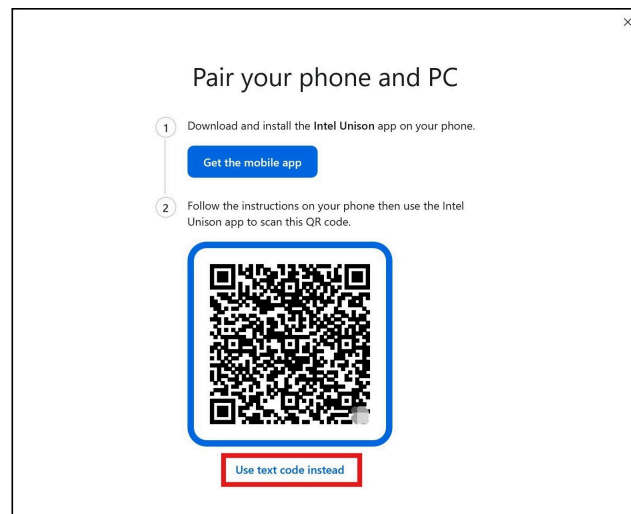 Pair your phone and PC
1 Download and install the Intel Unison app on your phone.
Get the mobile app
2 Follow the instructions on your phone then use the Intel
Unison app to scan this QR code.
Use text code instead